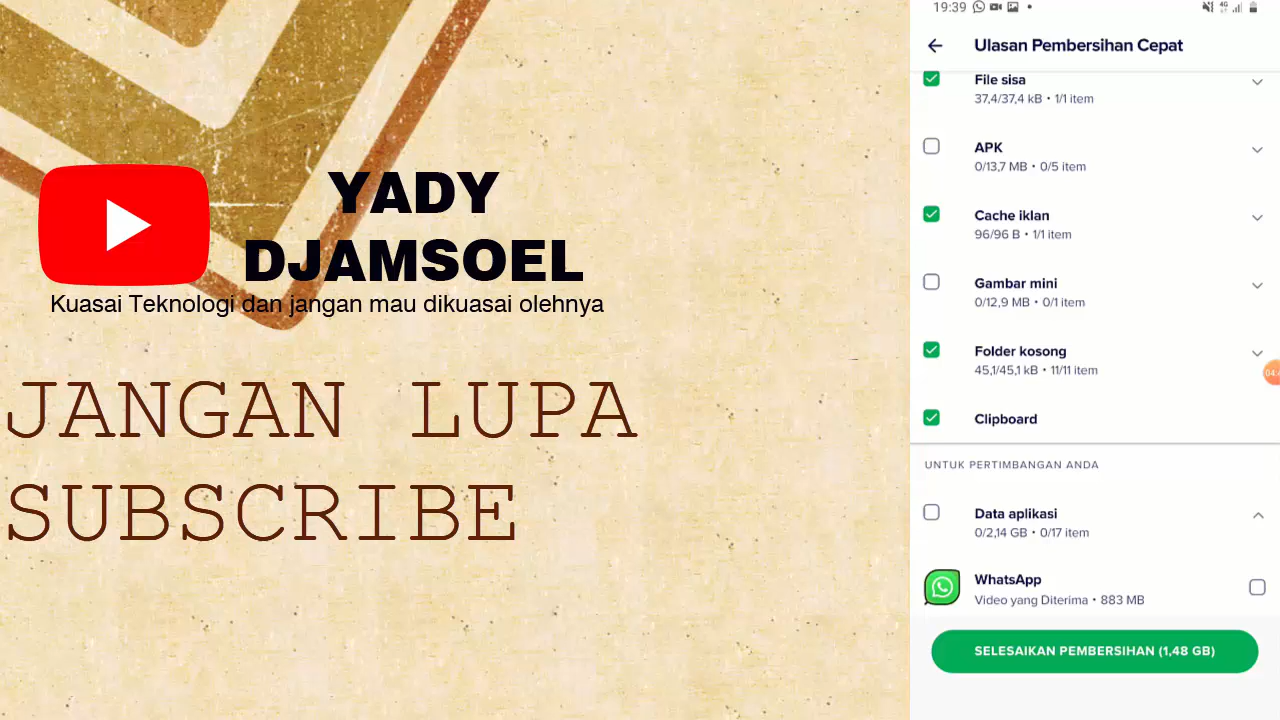 YADY
DJAMSOEL
Kuasai Teknologi dan jangan mau dikuasai olehnya
JANGAN LUPA
SUBSCRIBE
19:39
4G
Ulasan Pembersihan Cepat
File sisa
37,4/37,4 kB • 1/1 item
APK
0/13,7 MB • 0/5 item
Cache iklan
96/96 B • 1/1 item
Gambar mini
0/12,9 MB • 0/1 item
Folder kosong
45,1/45,1 kB • 11/11 item
Clipboard
UNTUK PERTIMBANGAN ANDA
Data aplikasi
0/2,14 GB • 0/17 item
WhatsApp
Video yang Diterima • 883 MB
SELESAIKAN PEMBERSIHAN (1,48 GB)